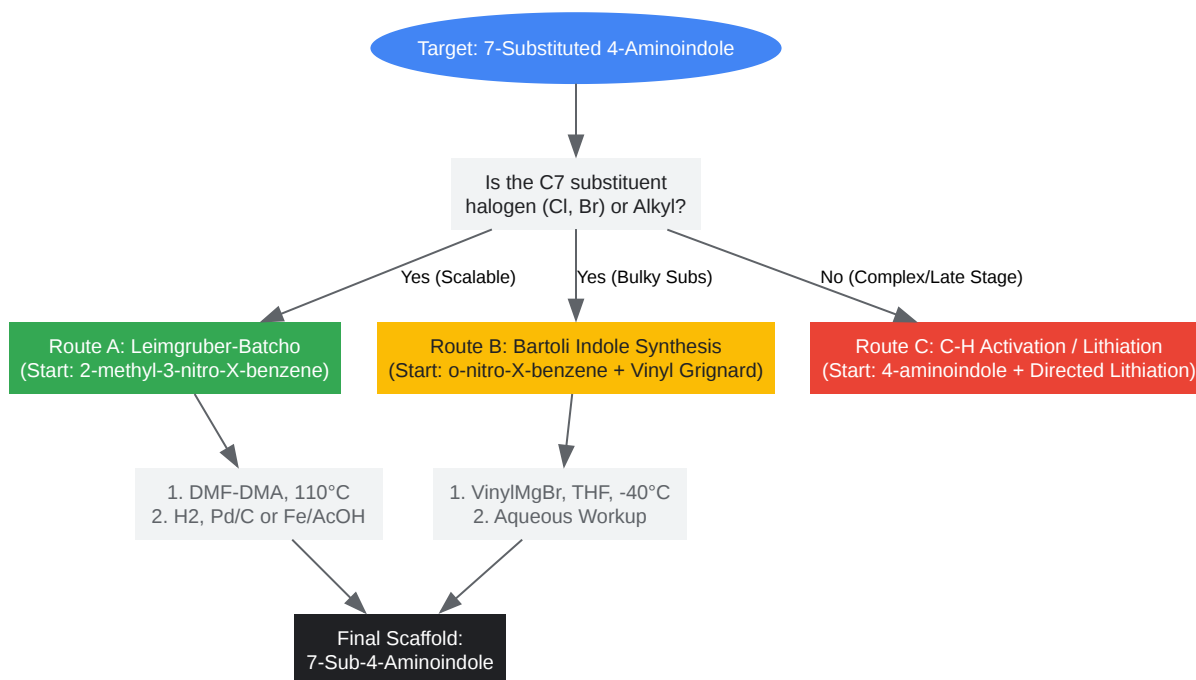 Target: 7-Substituted 4-Aminoindole
Is the C7 substituent
halogen (Cl, Br) or Alkyl?
Yes (Scalable)
Yes (Bulky Subs)
No (Complex/Late Stage)
Route A: Leimgruber-Batcho
(Start: 2-methyl-3-nitro-X-benzene)
Route B: Bartoli Indole Synthesis
(Start: o-nitro-X-benzene + Vinyl Grignard)
Route C: C-H Activation / Lithiation
(Start: 4-aminoindole + Directed Lithiation)
1. DMF-DMA, 110°C
2. H2, Pd/C or Fe/AcOH
1. VinylMgBr, THF, -40°C
2. Aqueous Workup
Final Scaffold:
7-Sub-4-Aminoindole